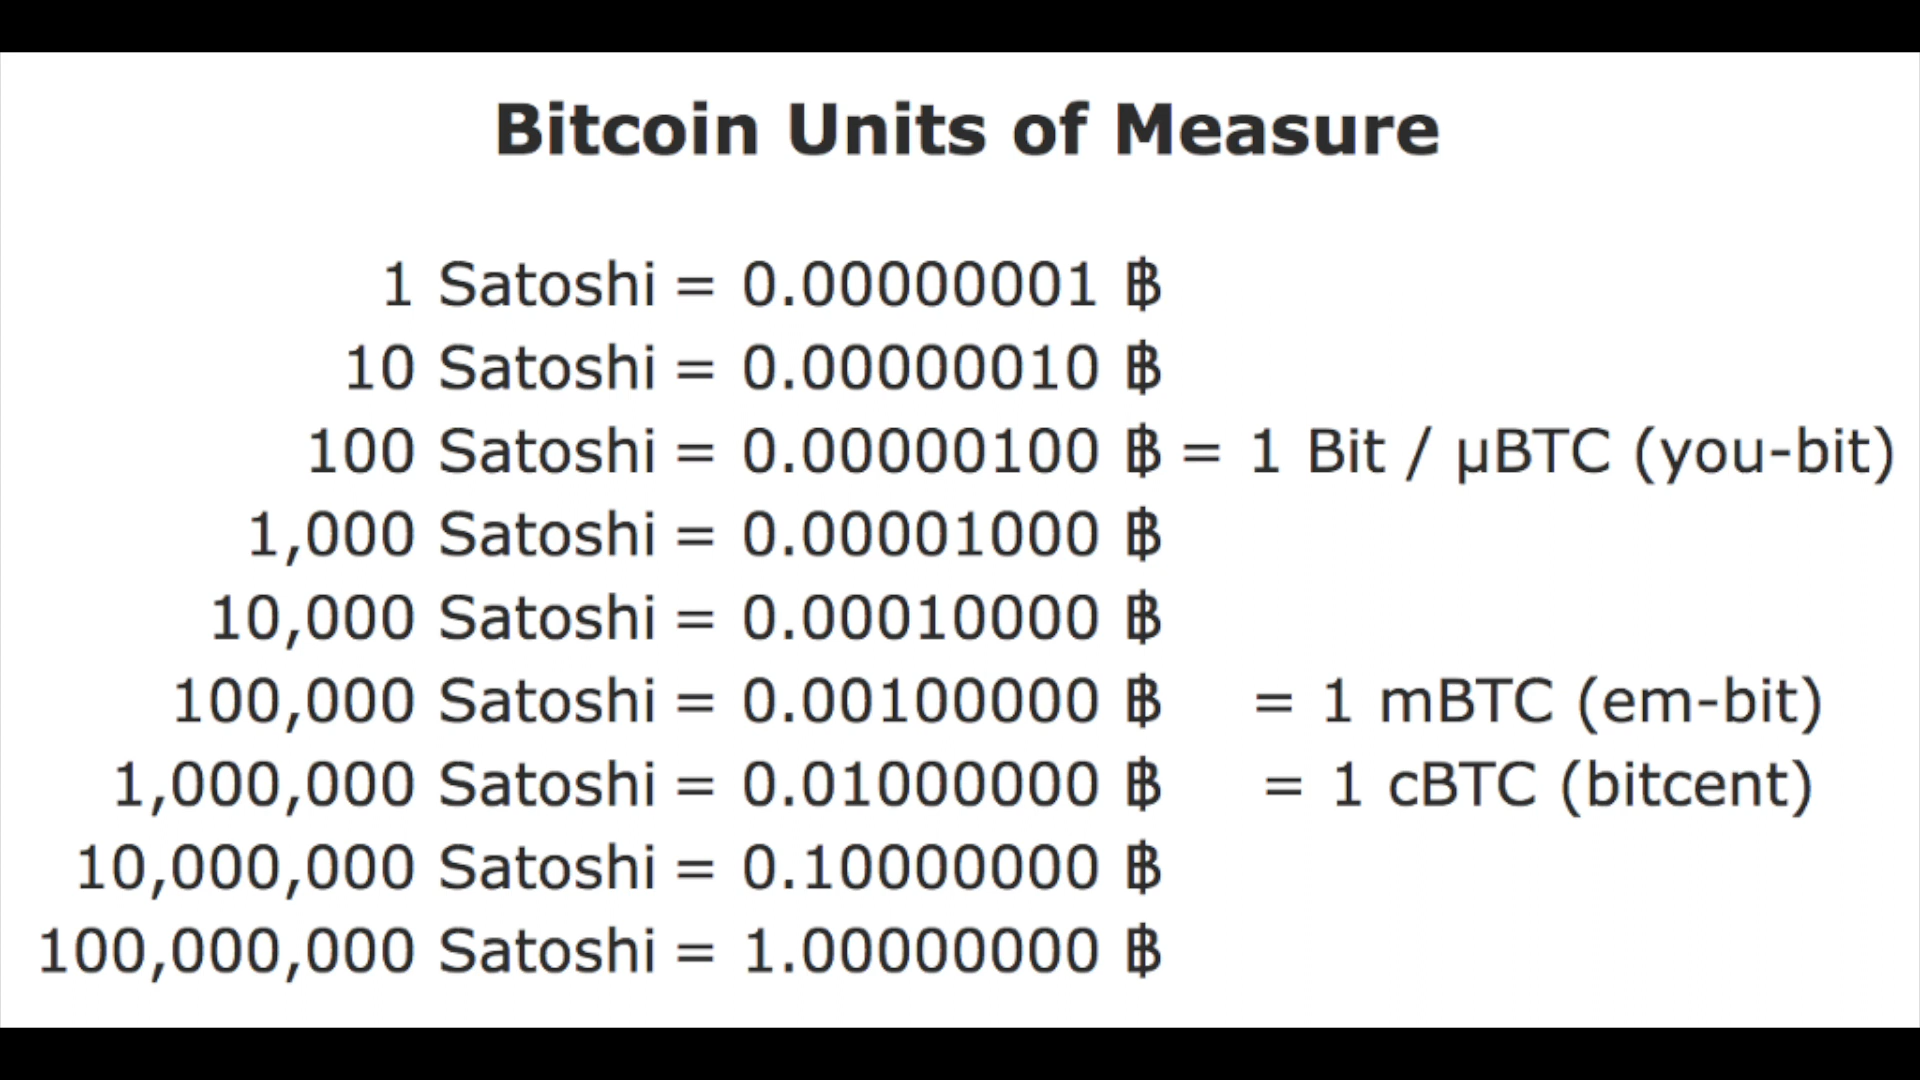 Bitcoin Units of Measure
1 Satoshi = 0.00000001 ฿
10 Satoshi = 0.00000010 ฿
100 Satoshi = 0.00000100 ฿ = 1 Bit / µBTC (you-bit)
1,000 Satoshi = 0.00001000 ฿
10,000 Satoshi = 0.00010000 ฿
100,000 Satoshi = 0.00100000 ฿ = 1 mBTC (em-bit)
1,000,000 Satoshi = 0.01000000 ฿ = 1 cBTC (bitcent)
10,000,000 Satoshi = 0.10000000 ฿
100,000,000 Satoshi = 1.00000000 ฿